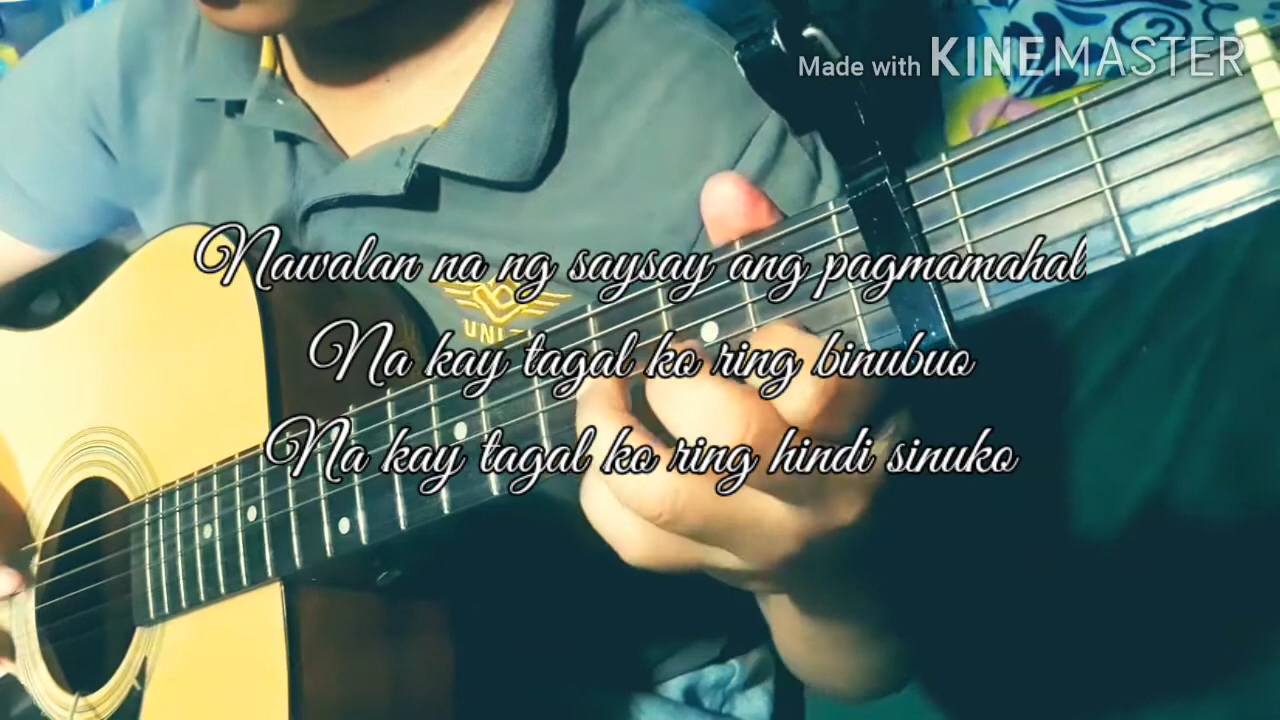 Made with KINEMASTER
Nawalan na ng saysay ang pagmamahal
Na kay tagal ko ring binubuo
Na kay tagal ko ring hindi sinuko